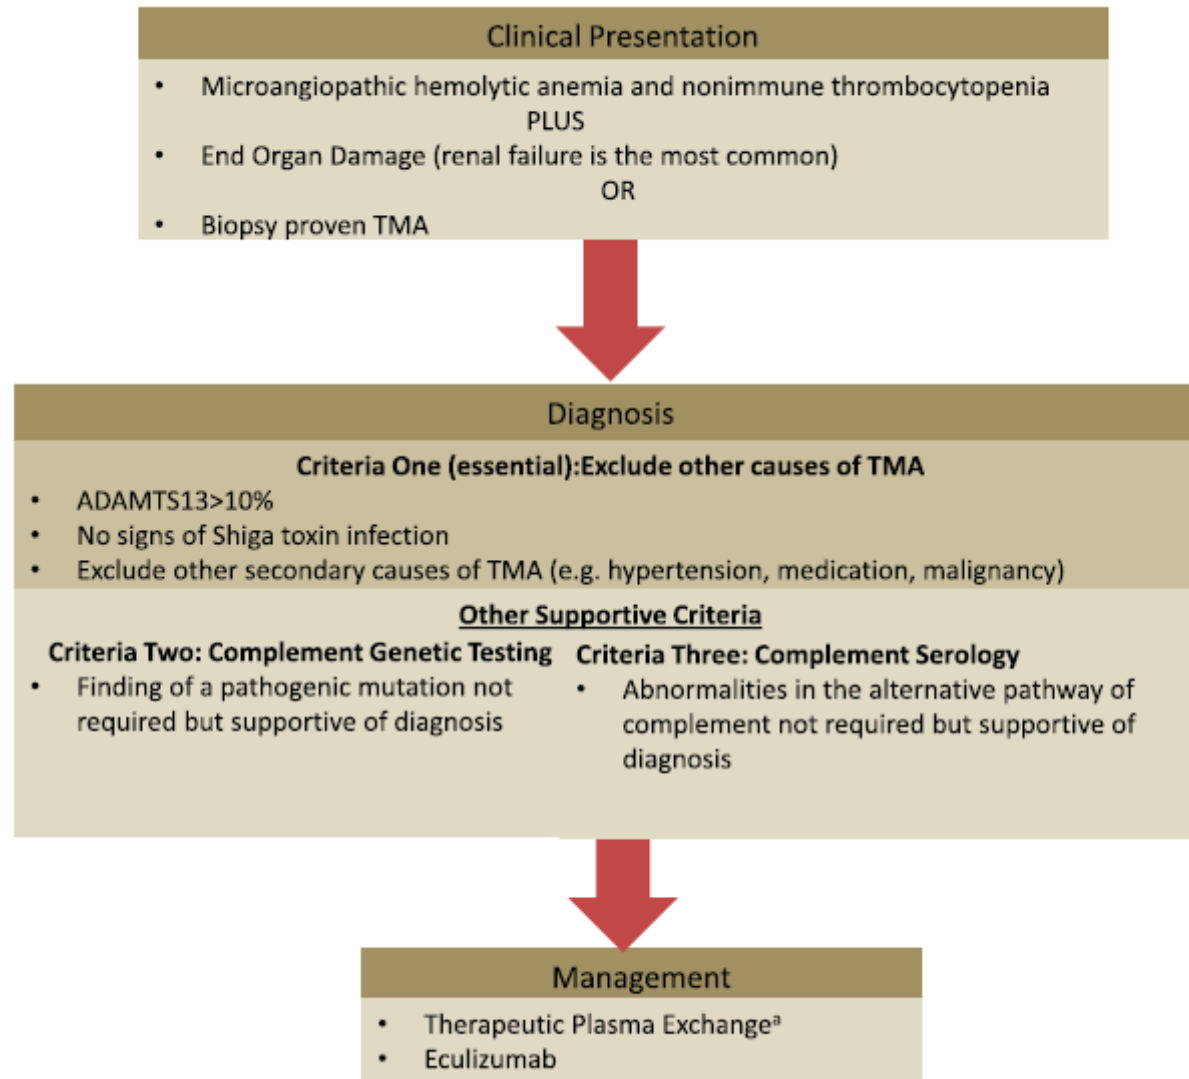 Clinical Presentation
• Microangiopathic hemolytic anemia and nonimmune thrombocytopenia
PLUS
• End Organ Damage (renal failure is the most common)
OR
• Biopsy proven TMA
Diagnosis
Criteria One (essential):Exclude other causes of TMA
• ADAMTS13>10%
• No signs of Shiga toxin infection
• Exclude other secondary causes of TMA (e.g. hypertension, medication, malignancy)
Other Supportive Criteria
Criteria Two: Complement Genetic Testing
• Finding of a pathogenic mutation not
required but supportive of diagnosis
Criteria Three: Complement Serology
• Abnormalities in the alternative pathway of
complement not required but supportive of
diagnosis
Management
• Therapeutic Plasma Exchangeᵃ
• Eculizumab